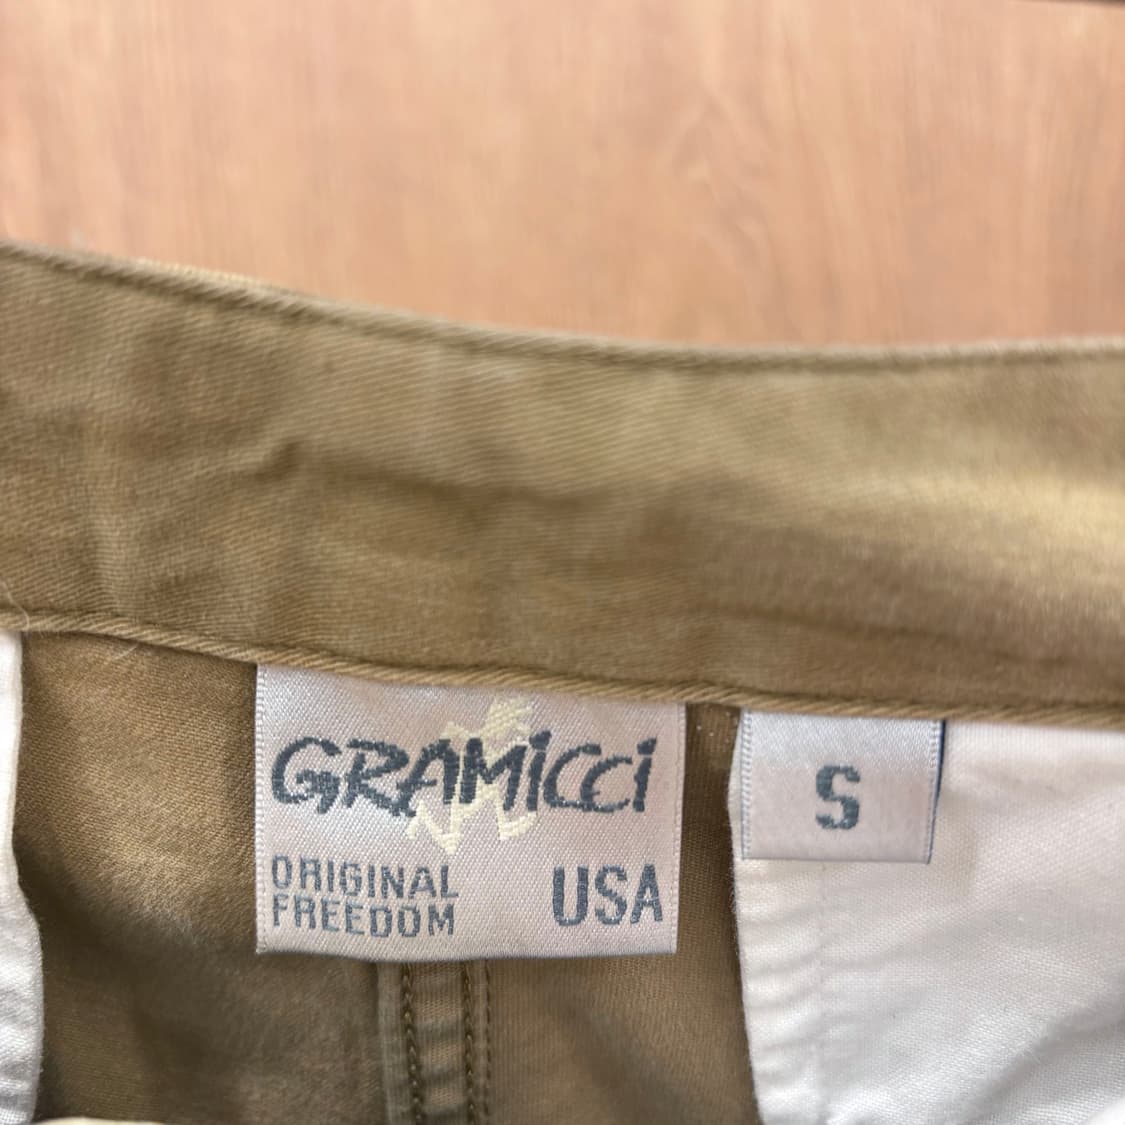 GRAMiCCi
ORIGINAL
FREEDOM
USA
S